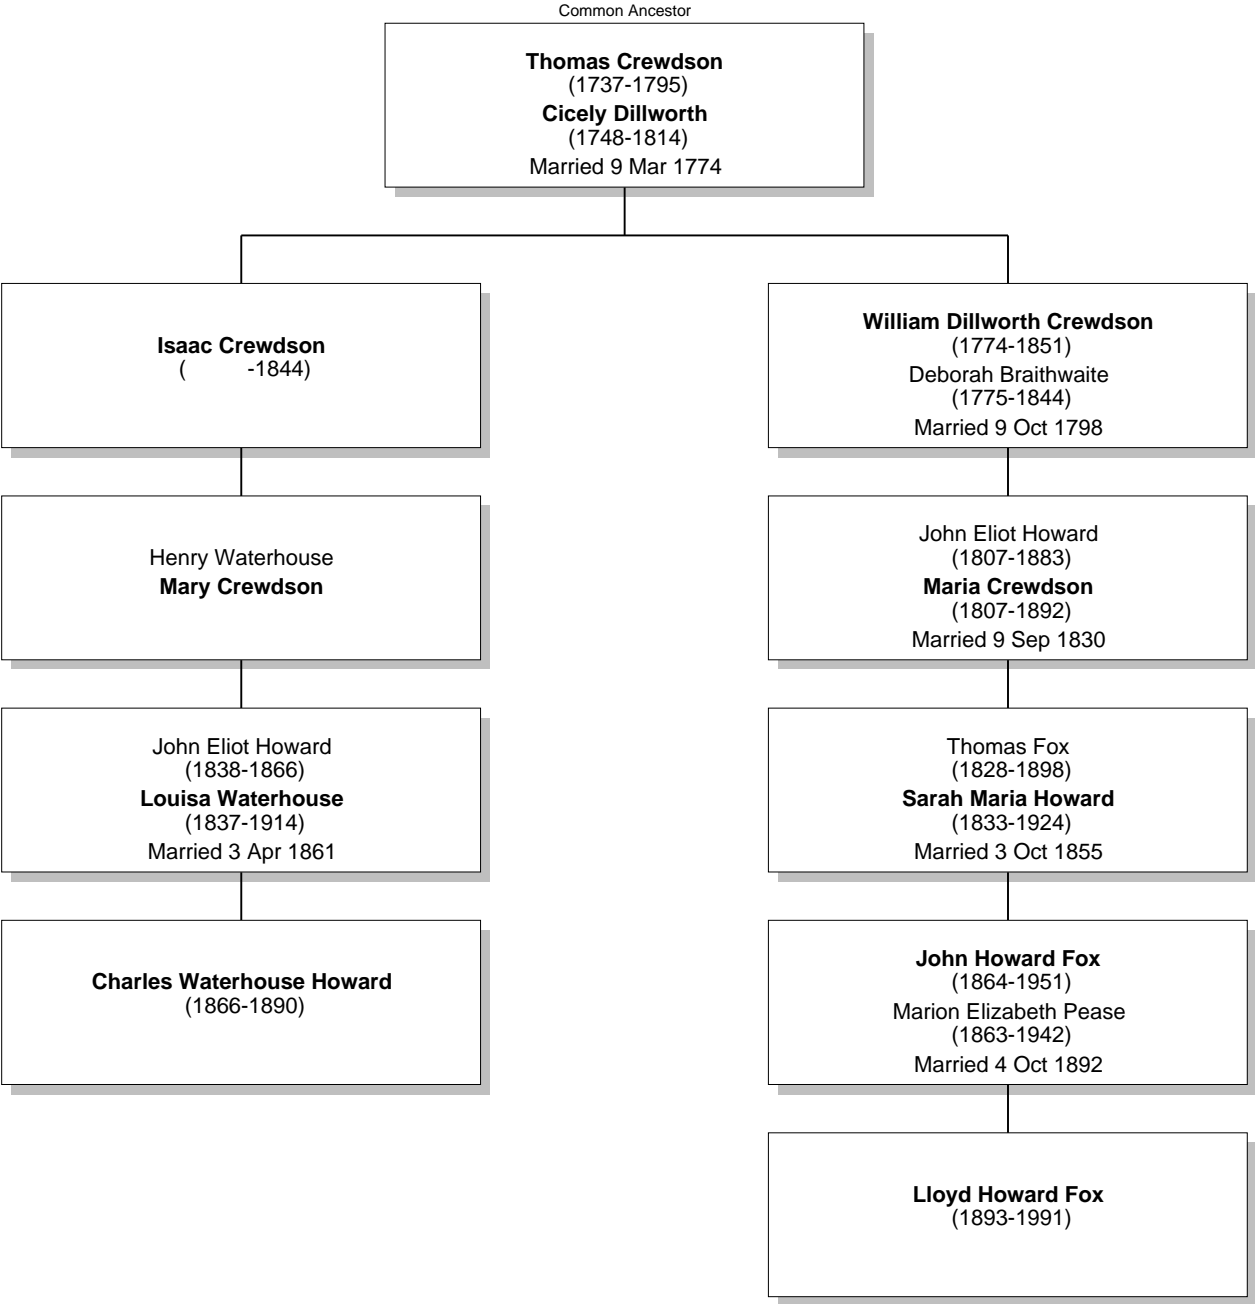 Common Ancestor
Thomas Crewdson
(1737-1795)
Cicely Dillworth
(1748-1814)
Married 9 Mar 1774
Isaac Crewdson
( -1844)
William Dillworth Crewdson
(1774-1851)
Deborah Braithwaite
(1775-1844)
Married 9 Oct 1798
Henry Waterhouse
Mary Crewdson
John Eliot Howard
(1807-1883)
Maria Crewdson
(1807-1892)
Married 9 Sep 1830
John Eliot Howard
(1838-1866)
Louisa Waterhouse
(1837-1914)
Married 3 Apr 1861
Thomas Fox
(1828-1898)
Sarah Maria Howard
(1833-1924)
Married 3 Oct 1855
Charles Waterhouse Howard
(1866-1890)
John Howard Fox
(1864-1951)
Marion Elizabeth Pease
(1863-1942)
Married 4 Oct 1892
Lloyd Howard Fox
(1893-1991)